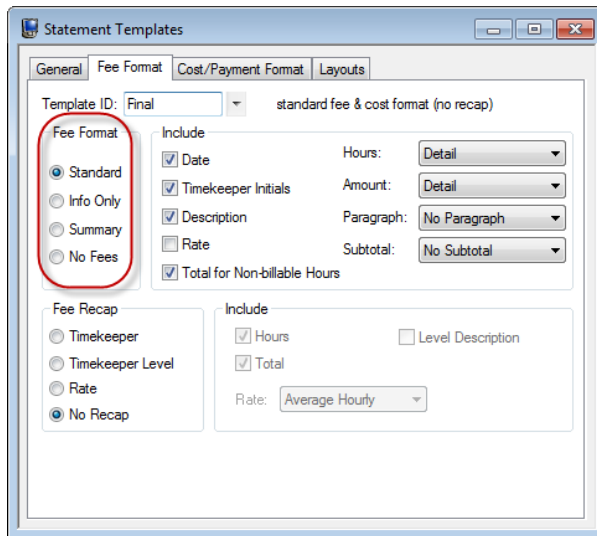 Statement Templates
General Fee Format Cost/Payment Format Layouts
Template ID: Final standard fee & cost format (no recap)
Fee Format
Standard
Info Only
Summary
No Fees
Include
Date
Timekeeper Initials
Description
Rate
Total for Non-billable Hours
Hours: Detail
Amount: Detail
Paragraph: No Paragraph
Subtotal: No Subtotal
Fee Recap
Timekeeper
Timekeeper Level
Rate
No Recap
Include
Hours
Level Description
Total
Rate: Average Hourly